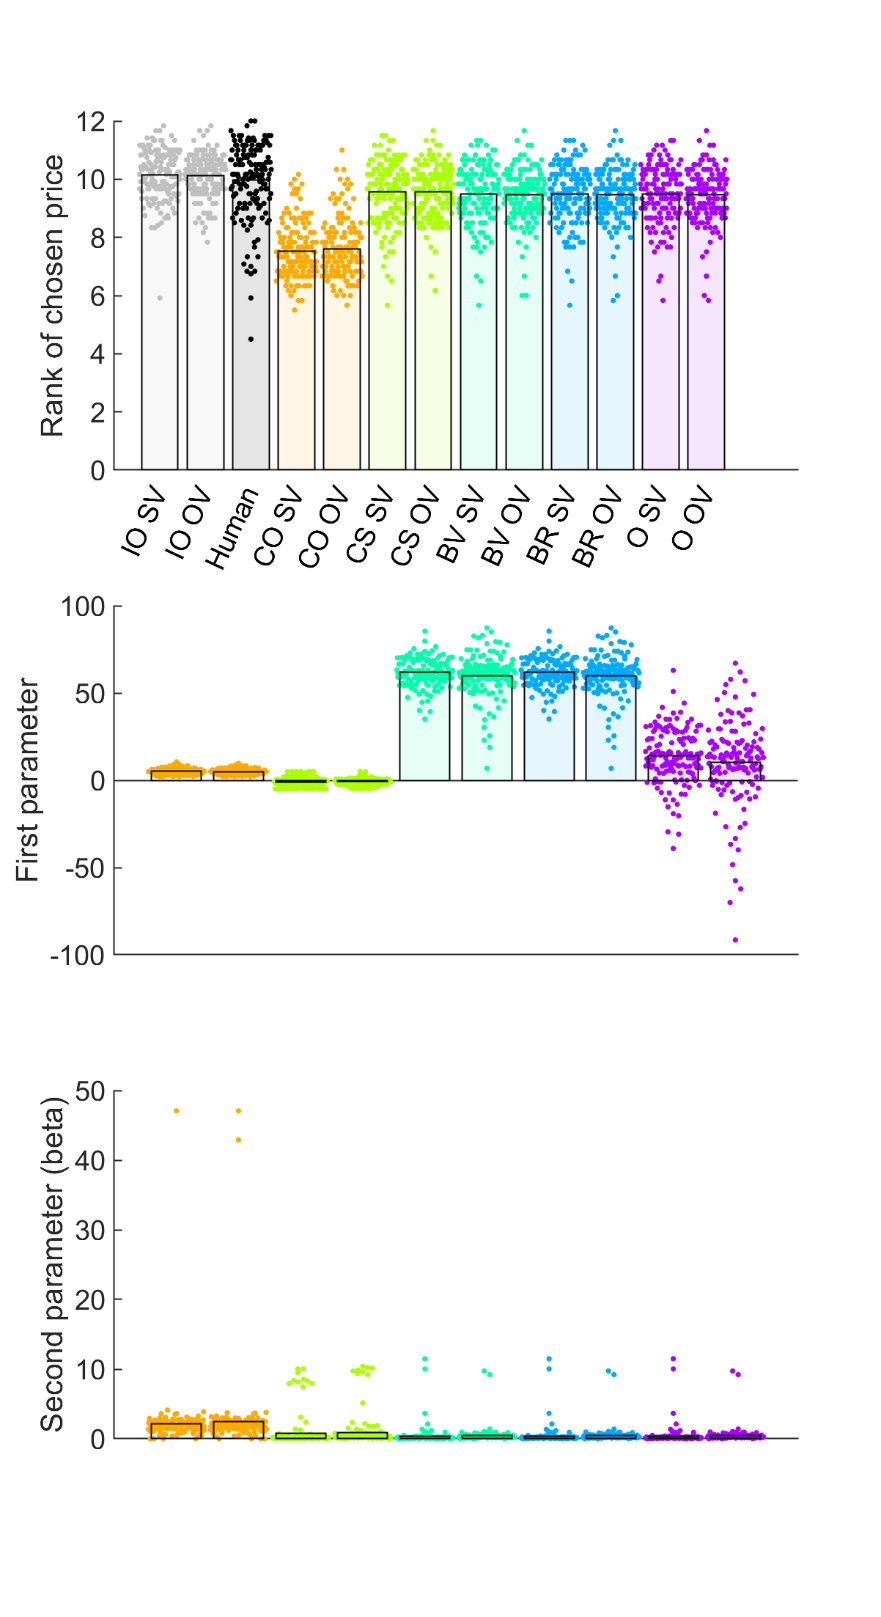 Rank of chosen price
12
10
8
6
4
2
0
IO SV
IO OV
Human
CO SV
CO OV
CS SV
CS OV
BV SV
BV OV
BR SV
BR OV
O SV
O OV
First parameter
100
50
0
-50
-100
Second parameter (beta)
50
40
30
20
10
0